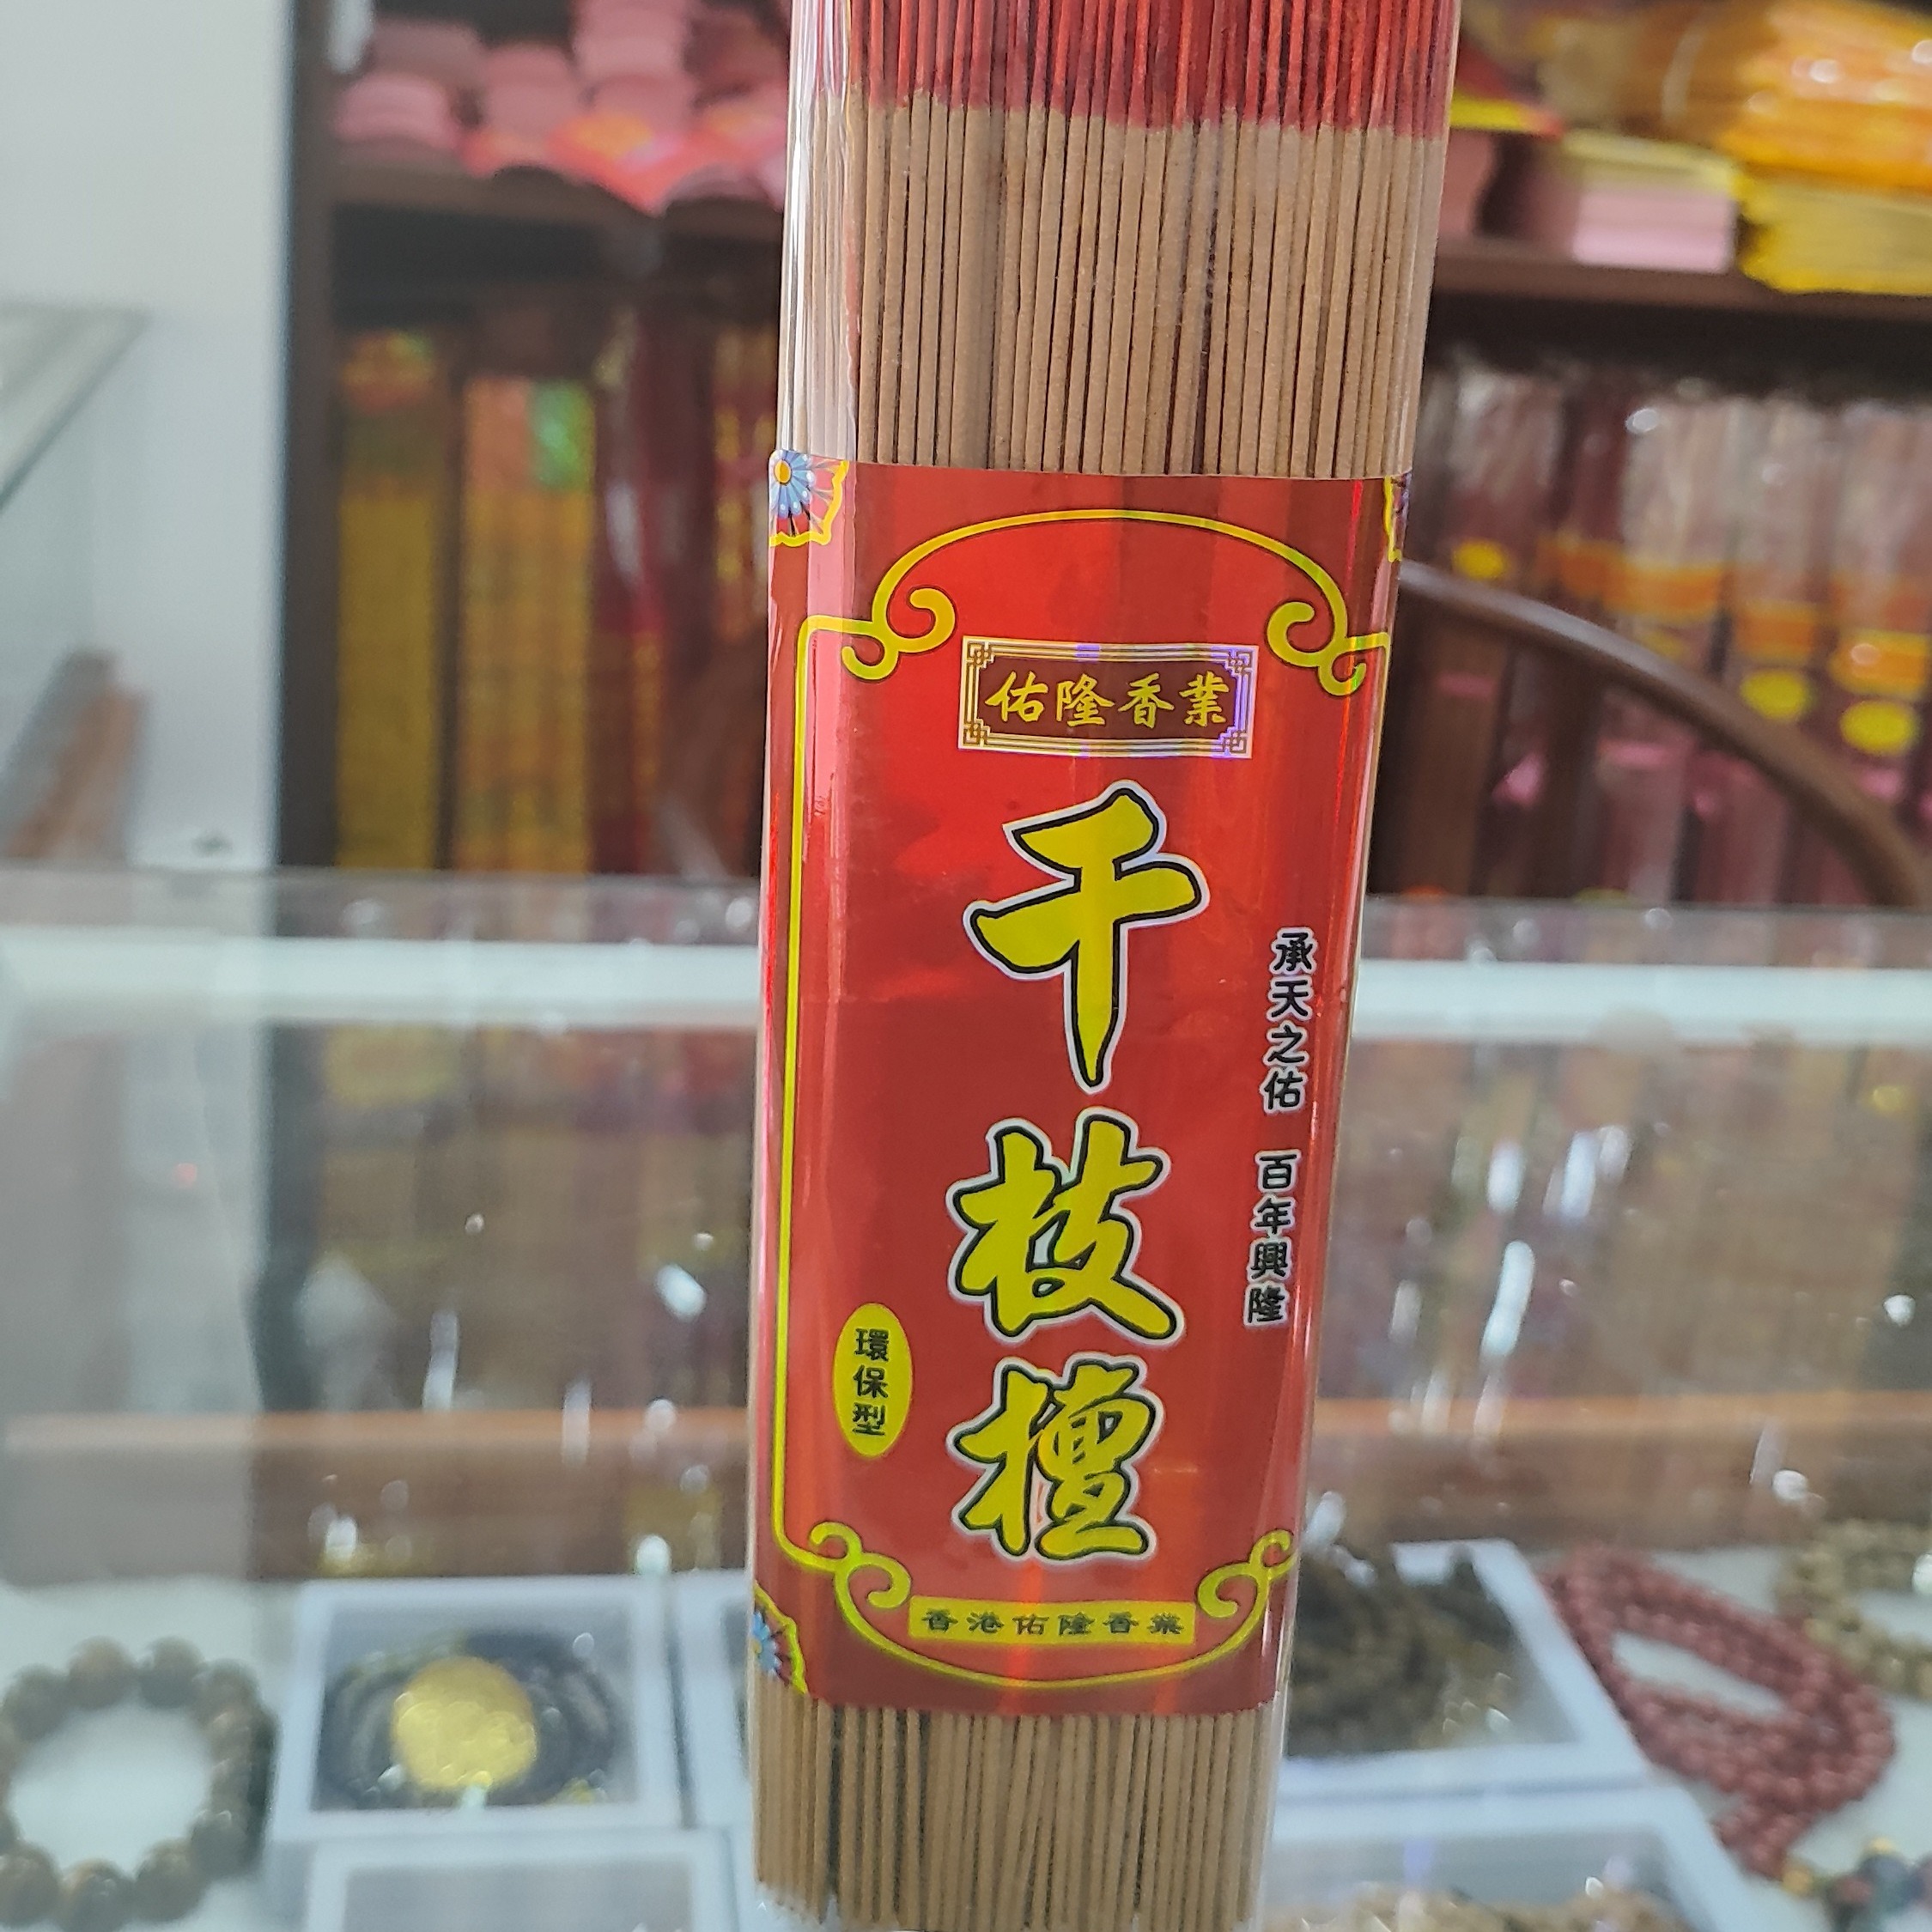 佑隆香業
千枝檀
承天之佑 百年興隆
環保型
香港佑隆香業